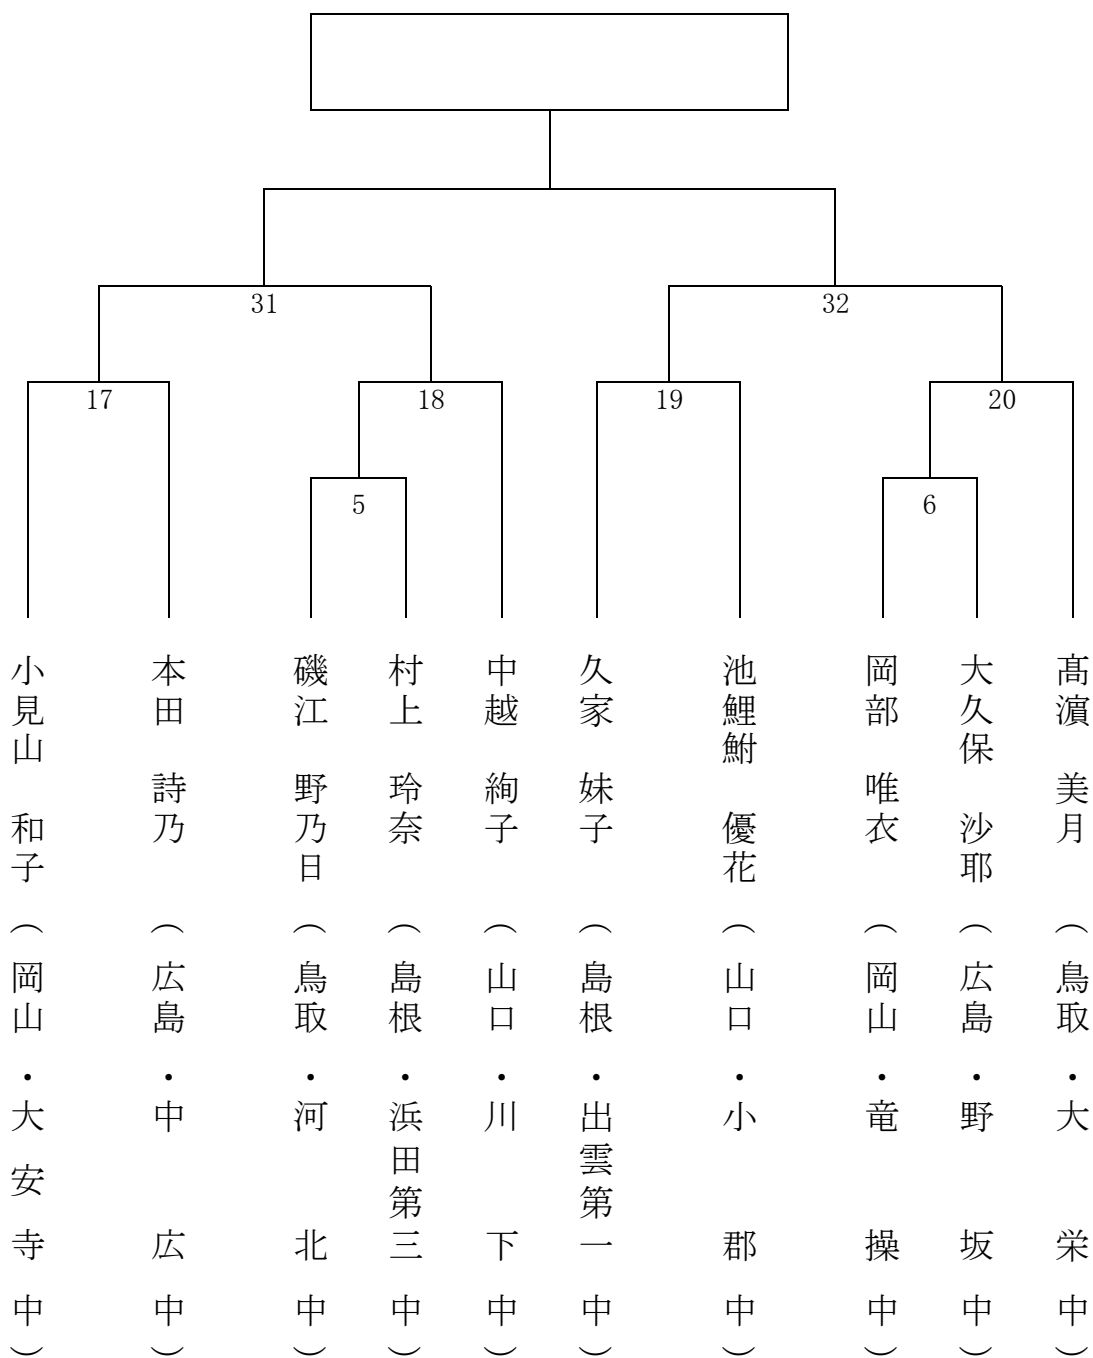 31
32
17
18
19
20
5
6
小見山 和子 (岡山・大安寺中)
本田 詩乃 (広島・中広中)
磯江 野乃日 (鳥取・河北中)
村上 玲奈 (島根・浜田第三中)
中越 絢子 (山口・川下中)
久家 妹子 (島根・出雲第一中)
池鯉鮒 優花 (山口・小郡中)
岡部 唯衣 (岡山・竜操中)
大久保 沙耶 (広島・野坂中)
髙濵 美月 (鳥取・大栄中)